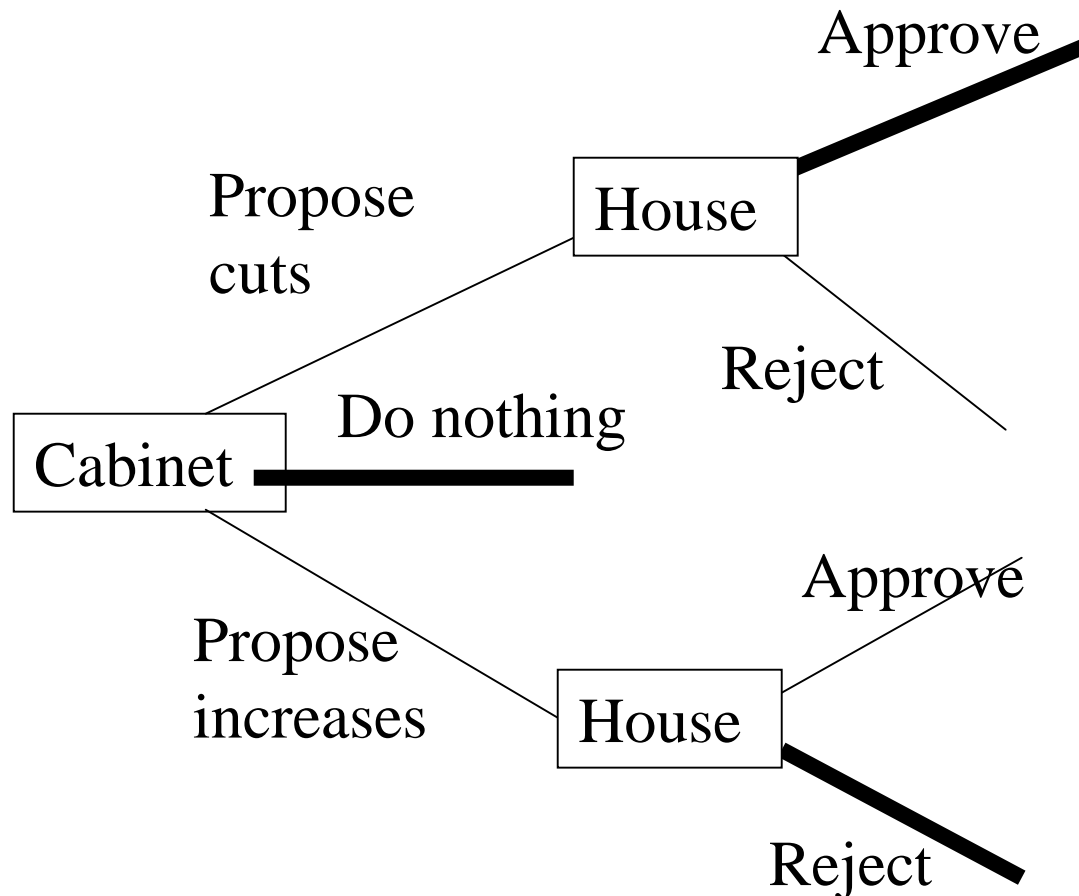 Approve
Propose
cuts
House
Reject
Do nothing
Cabinet
Approve
Propose
increases
House
Reject